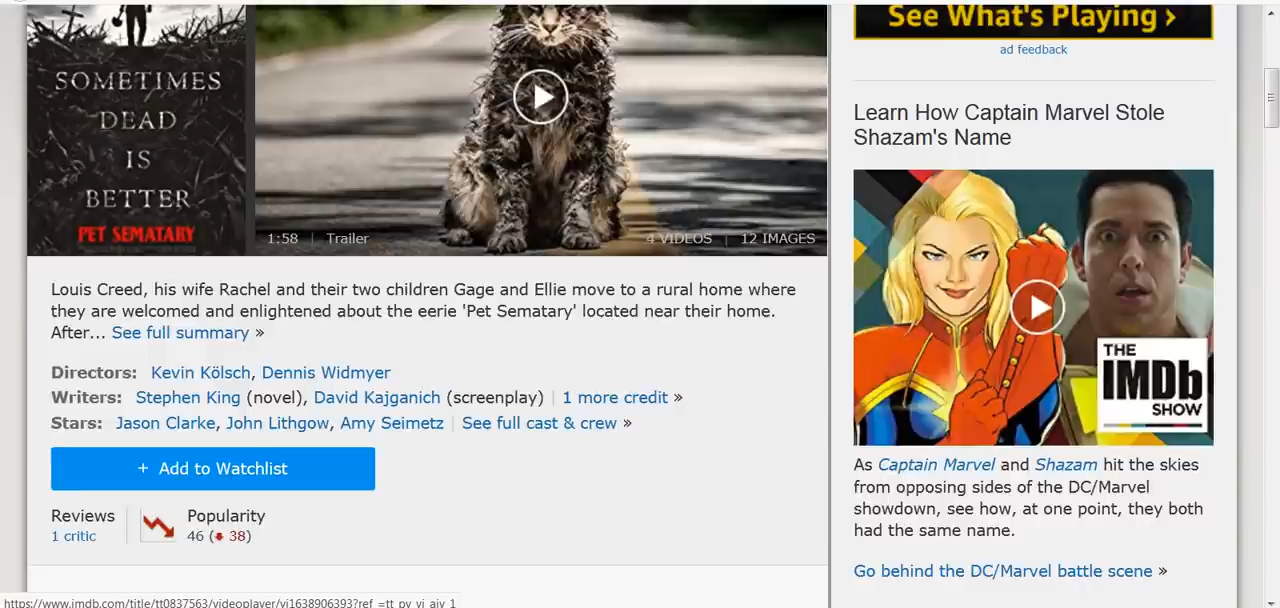 SOMETIMES
DEAD
IS
BETTER
PET SEMATARY
1:58 | Trailer
4 VIDEOS | 12 IMAGES
Louis Creed, his wife Rachel and their two children Gage and Ellie move to a rural home where
they are welcomed and enlightened about the eerie 'Pet Sematary' located near their home.
After... See full summary »
Directors: Kevin Kölsch, Dennis Widmyer
Writers: Stephen King (novel), David Kajganich (screenplay) | 1 more credit »
Stars: Jason Clarke, John Lithgow, Amy Seimetz | See full cast & crew »
+ Add to Watchlist
Reviews
1 critic
Popularity
46 (38)
See What's Playing ›
ad feedback
Learn How Captain Marvel Stole
Shazam's Name
THE
IMDb
SHOW
As Captain Marvel and Shazam hit the skies
from opposing sides of the DC/Marvel
showdown, see how, at one point, they both
had the same name.
Go behind the DC/Marvel battle scene »
https://www.imdb.com/title/tt0837563/videoplayer/vi1638906393?ref_=tt_pv_vi_aiv_1